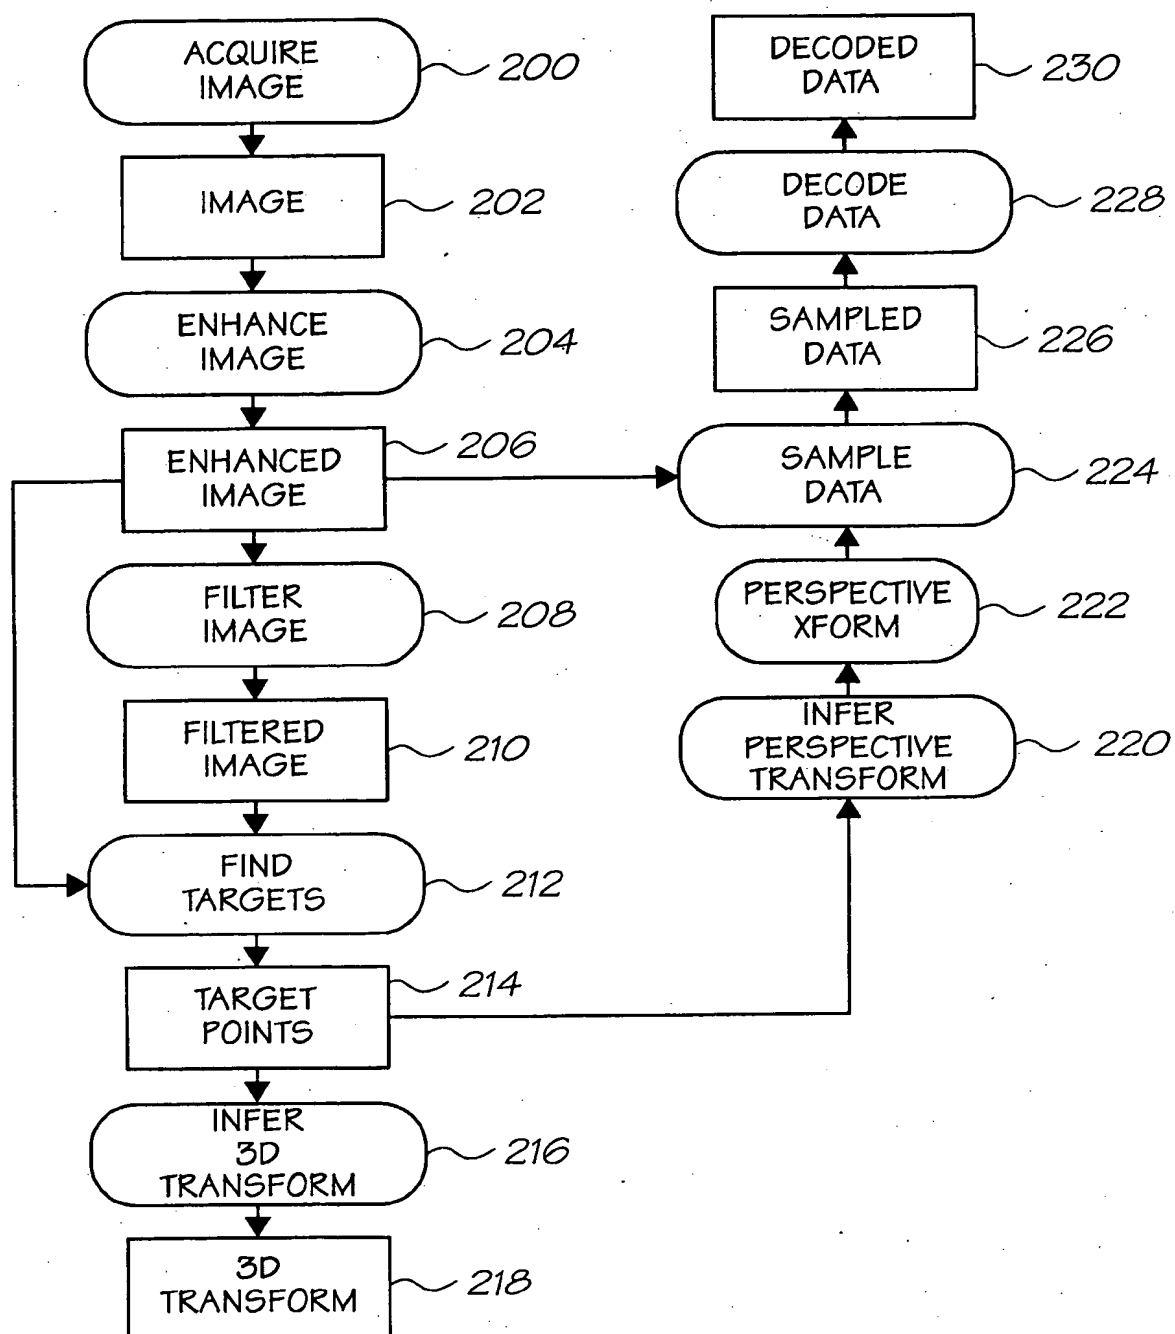 ACQUIRE
IMAGE
200
IMAGE
202
ENHANCE
IMAGE
204
ENHANCED
IMAGE
206
FILTER
IMAGE
208
FILTERED
IMAGE
210
FIND
TARGETS
212
TARGET
POINTS
214
INFER
3D
TRANSFORM
216
3D
TRANSFORM
218
DECODED
DATA
230
DECODE
DATA
228
SAMPLED
DATA
226
SAMPLE
DATA
224
PERSPECTIVE
XFORM
222
INFER
PERSPECTIVE
TRANSFORM
220